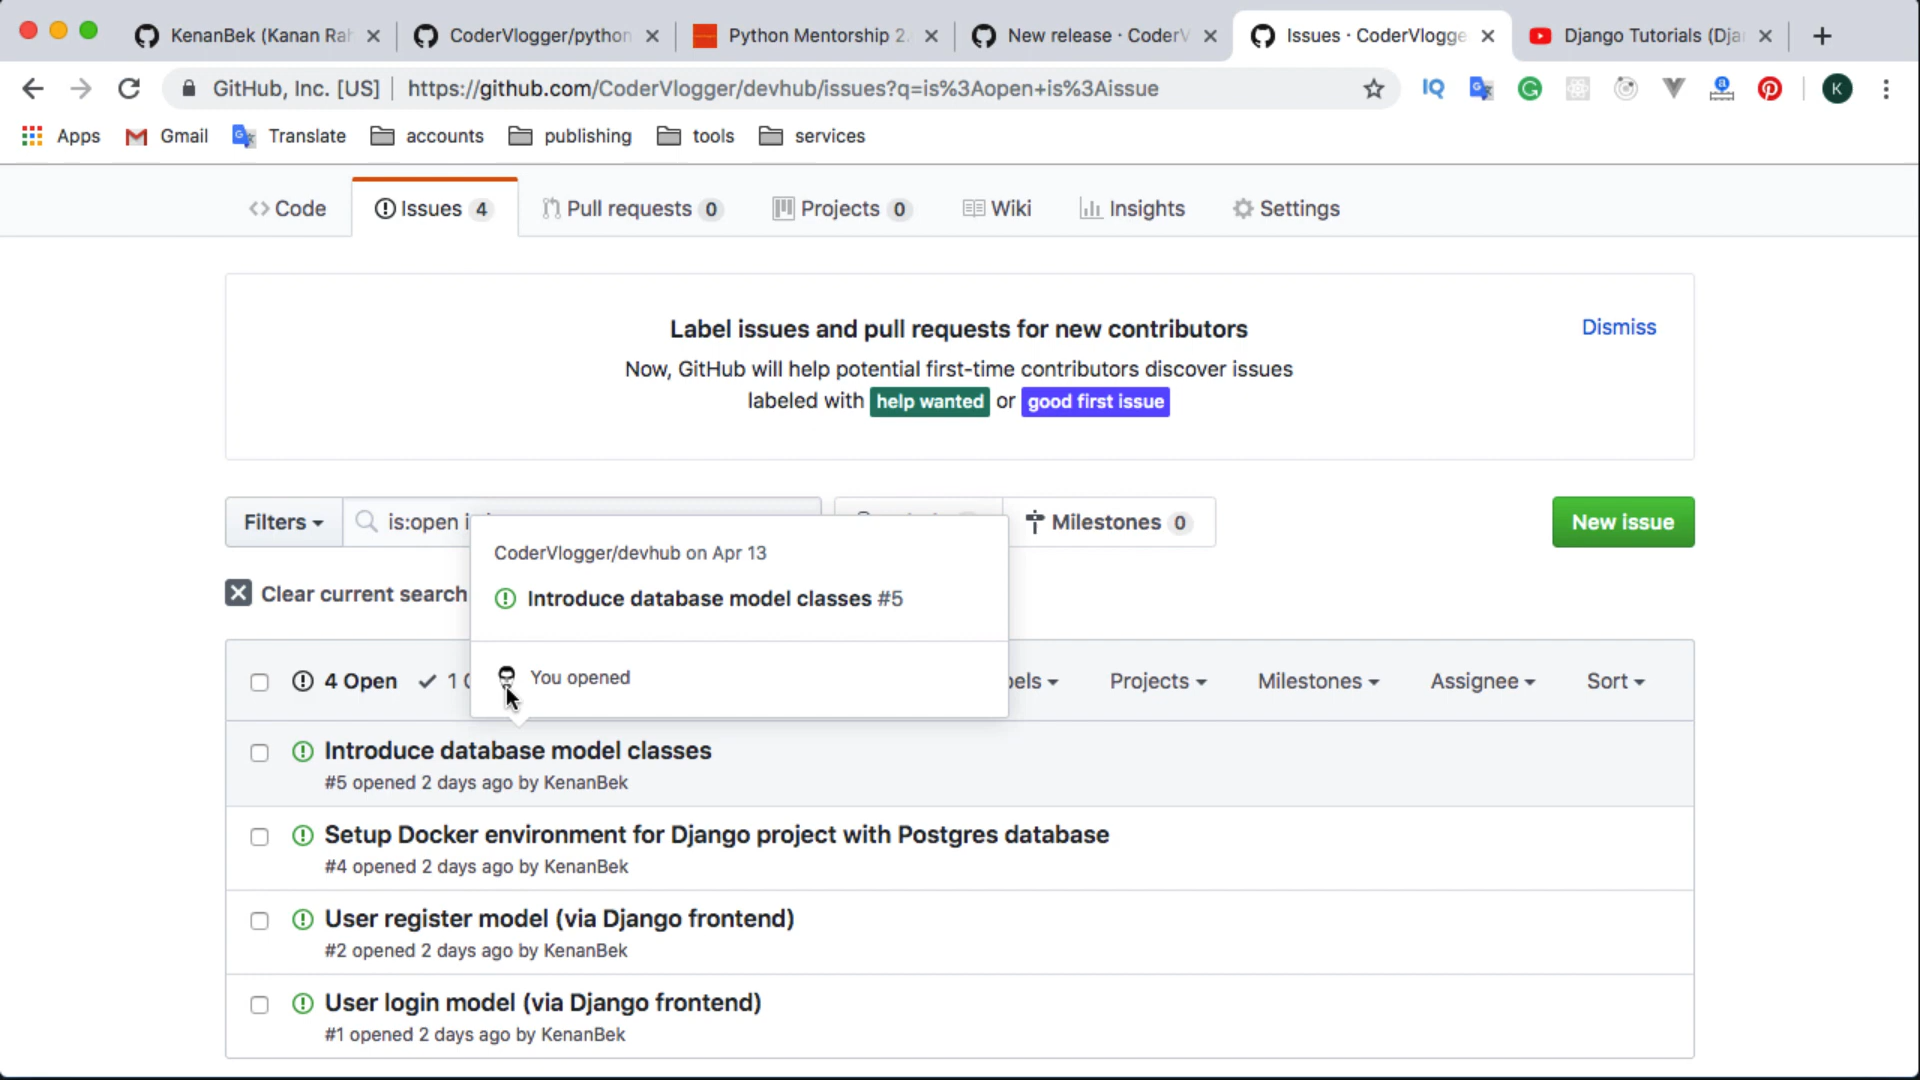 KenanBek (Kanan Rah
CoderVlogger/python
Python Mentorship 2.
New release · CoderV
Issues · CoderVlogge
Django Tutorials (Dja
GitHub, Inc. [US]
https://github.com/CoderVlogger/devhub/issues?q=is%3Aopen+is%3Aissue
K
Apps
Gmail
Translate
accounts
publishing
tools
services
Code
Issues 4
Pull requests 0
Projects 0
Wiki
Insights
Settings
Label issues and pull requests for new contributors
Dismiss
Now, GitHub will help potential first-time contributors discover issues
labeled with help wanted or good first issue
Filters
is:open
Milestones 0
New issue
CoderVlogger/devhub on Apr 13
Introduce database model classes #5
You opened
Clear current search
4 Open
1
Projects
Milestones
Assignee
Sort
Introduce database model classes
#5 opened 2 days ago by KenanBek
Setup Docker environment for Django project with Postgres database
#4 opened 2 days ago by KenanBek
User register model (via Django frontend)
#2 opened 2 days ago by KenanBek
User login model (via Django frontend)
#1 opened 2 days ago by KenanBek